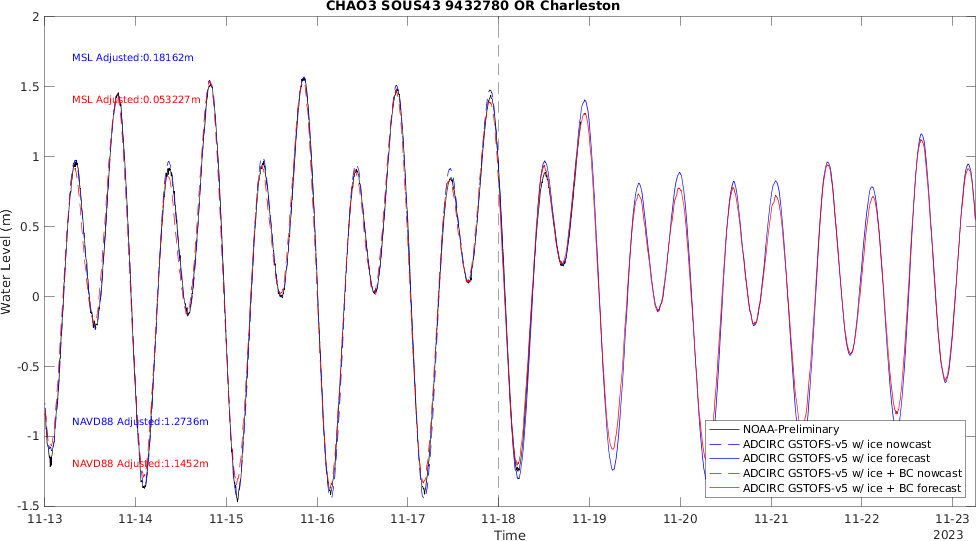 CHAO3 SOUS43 9432780 OR Charleston
2
1.5
1
0.5
0
-0.5
-1
-1.5
Water Level (m)
MSL Adjusted:0.18162m
MSL Adjusted:0.053227m
NAVD88 Adjusted:1.2736m
NAVD88 Adjusted:1.1452m
NOAA-Preliminary
ADCIRC GSTOFS-v5 w/ ice nowcast
ADCIRC GSTOFS-v5 w/ ice forecast
ADCIRC GSTOFS-v5 w/ ice + BC nowcast
ADCIRC GSTOFS-v5 w/ ice + BC forecast
11-13 11-14 11-15 11-16 11-17 11-18 11-19 11-20 11-21 11-22 11-23
Time
2023